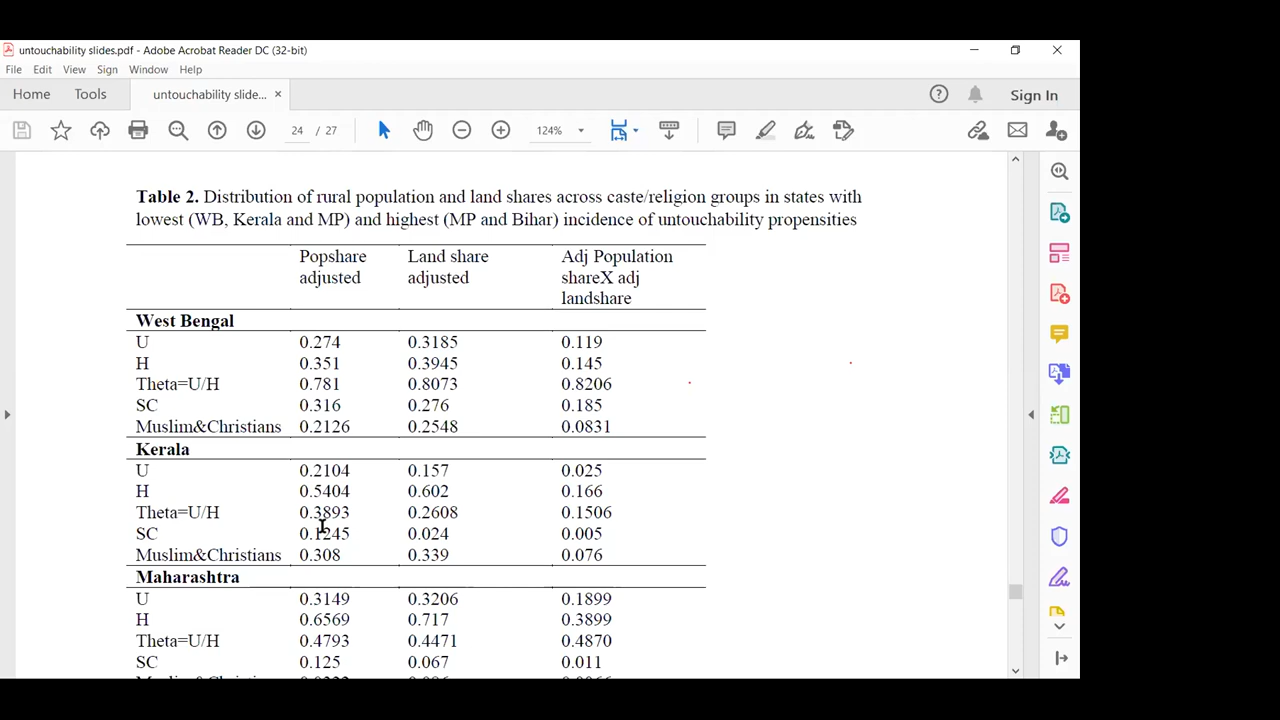 untouchability slides.pdf - Adobe Acrobat Reader DC (32-bit)
File Edit View Sign Window Help
Home Tools untouchability slide... × Sign In
24 / 27 124%
Table 2. Distribution of rural population and land shares across caste/religion groups in states with
lowest (WB, Kerala and MP) and highest (MP and Bihar) incidence of untouchability propensities
Popshare Land share Adj Population
adjusted adjusted shareX adj
landshare
West Bengal
U 0.274 0.3185 0.119
H 0.351 0.3945 0.145
Theta=U/H 0.781 0.8073 0.8206
SC 0.316 0.276 0.185
Muslim&Christians 0.2126 0.2548 0.0831
Kerala
U 0.2104 0.157 0.025
H 0.5404 0.602 0.166
Theta=U/H 0.3893 0.2608 0.1506
SC 0.1245 0.024 0.005
Muslim&Christians 0.308 0.339 0.076
Maharashtra
U 0.3149 0.3206 0.1899
H 0.6569 0.717 0.3899
Theta=U/H 0.4793 0.4471 0.4870
SC 0.125 0.067 0.011